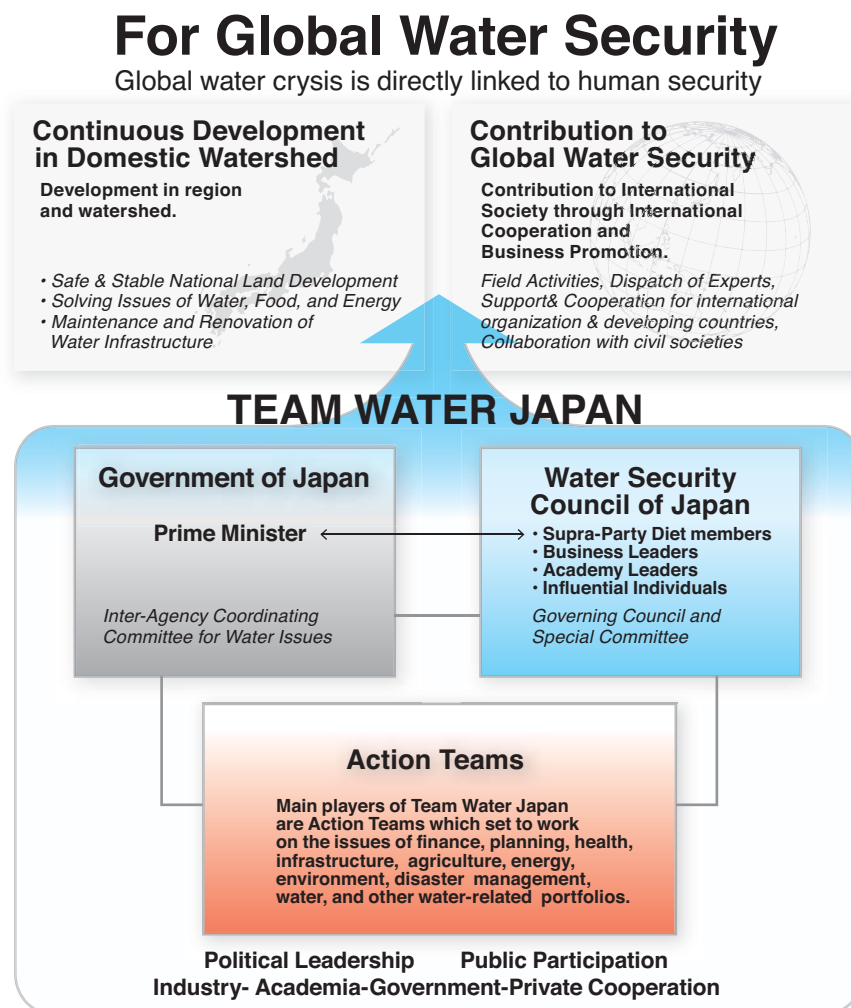 For Global Water Security
Global water crysis is directly linked to human security
Continuous Development
in Domestic Watershed
Development in region
and watershed.
• Safe & Stable National Land Development
• Solving Issues of Water, Food, and Energy
• Maintenance and Renovation of
Water Infrastructure
Contribution to
Global Water Security
Contribution to International
Society through International
Cooperation and
Business Promotion.
Field Activities, Dispatch of Experts,
Support& Cooperation for international
organization & developing countries,
Collaboration with civil societies
TEAM WATER JAPAN
Government of Japan
Prime Minister
Inter-Agency Coordinating
Committee for Water Issues
Water Security
Council of Japan
• Supra-Party Diet members
• Business Leaders
• Academy Leaders
• Influential Individuals
Governing Council and
Special Committee
Action Teams
Main players of Team Water Japan
are Action Teams which set to work
on the issues of finance, planning, health,
infrastructure, agriculture, energy,
environment, disaster management,
water, and other water-related portfolios.
Political Leadership Public Participation
Industry- Academia-Government-Private Cooperation